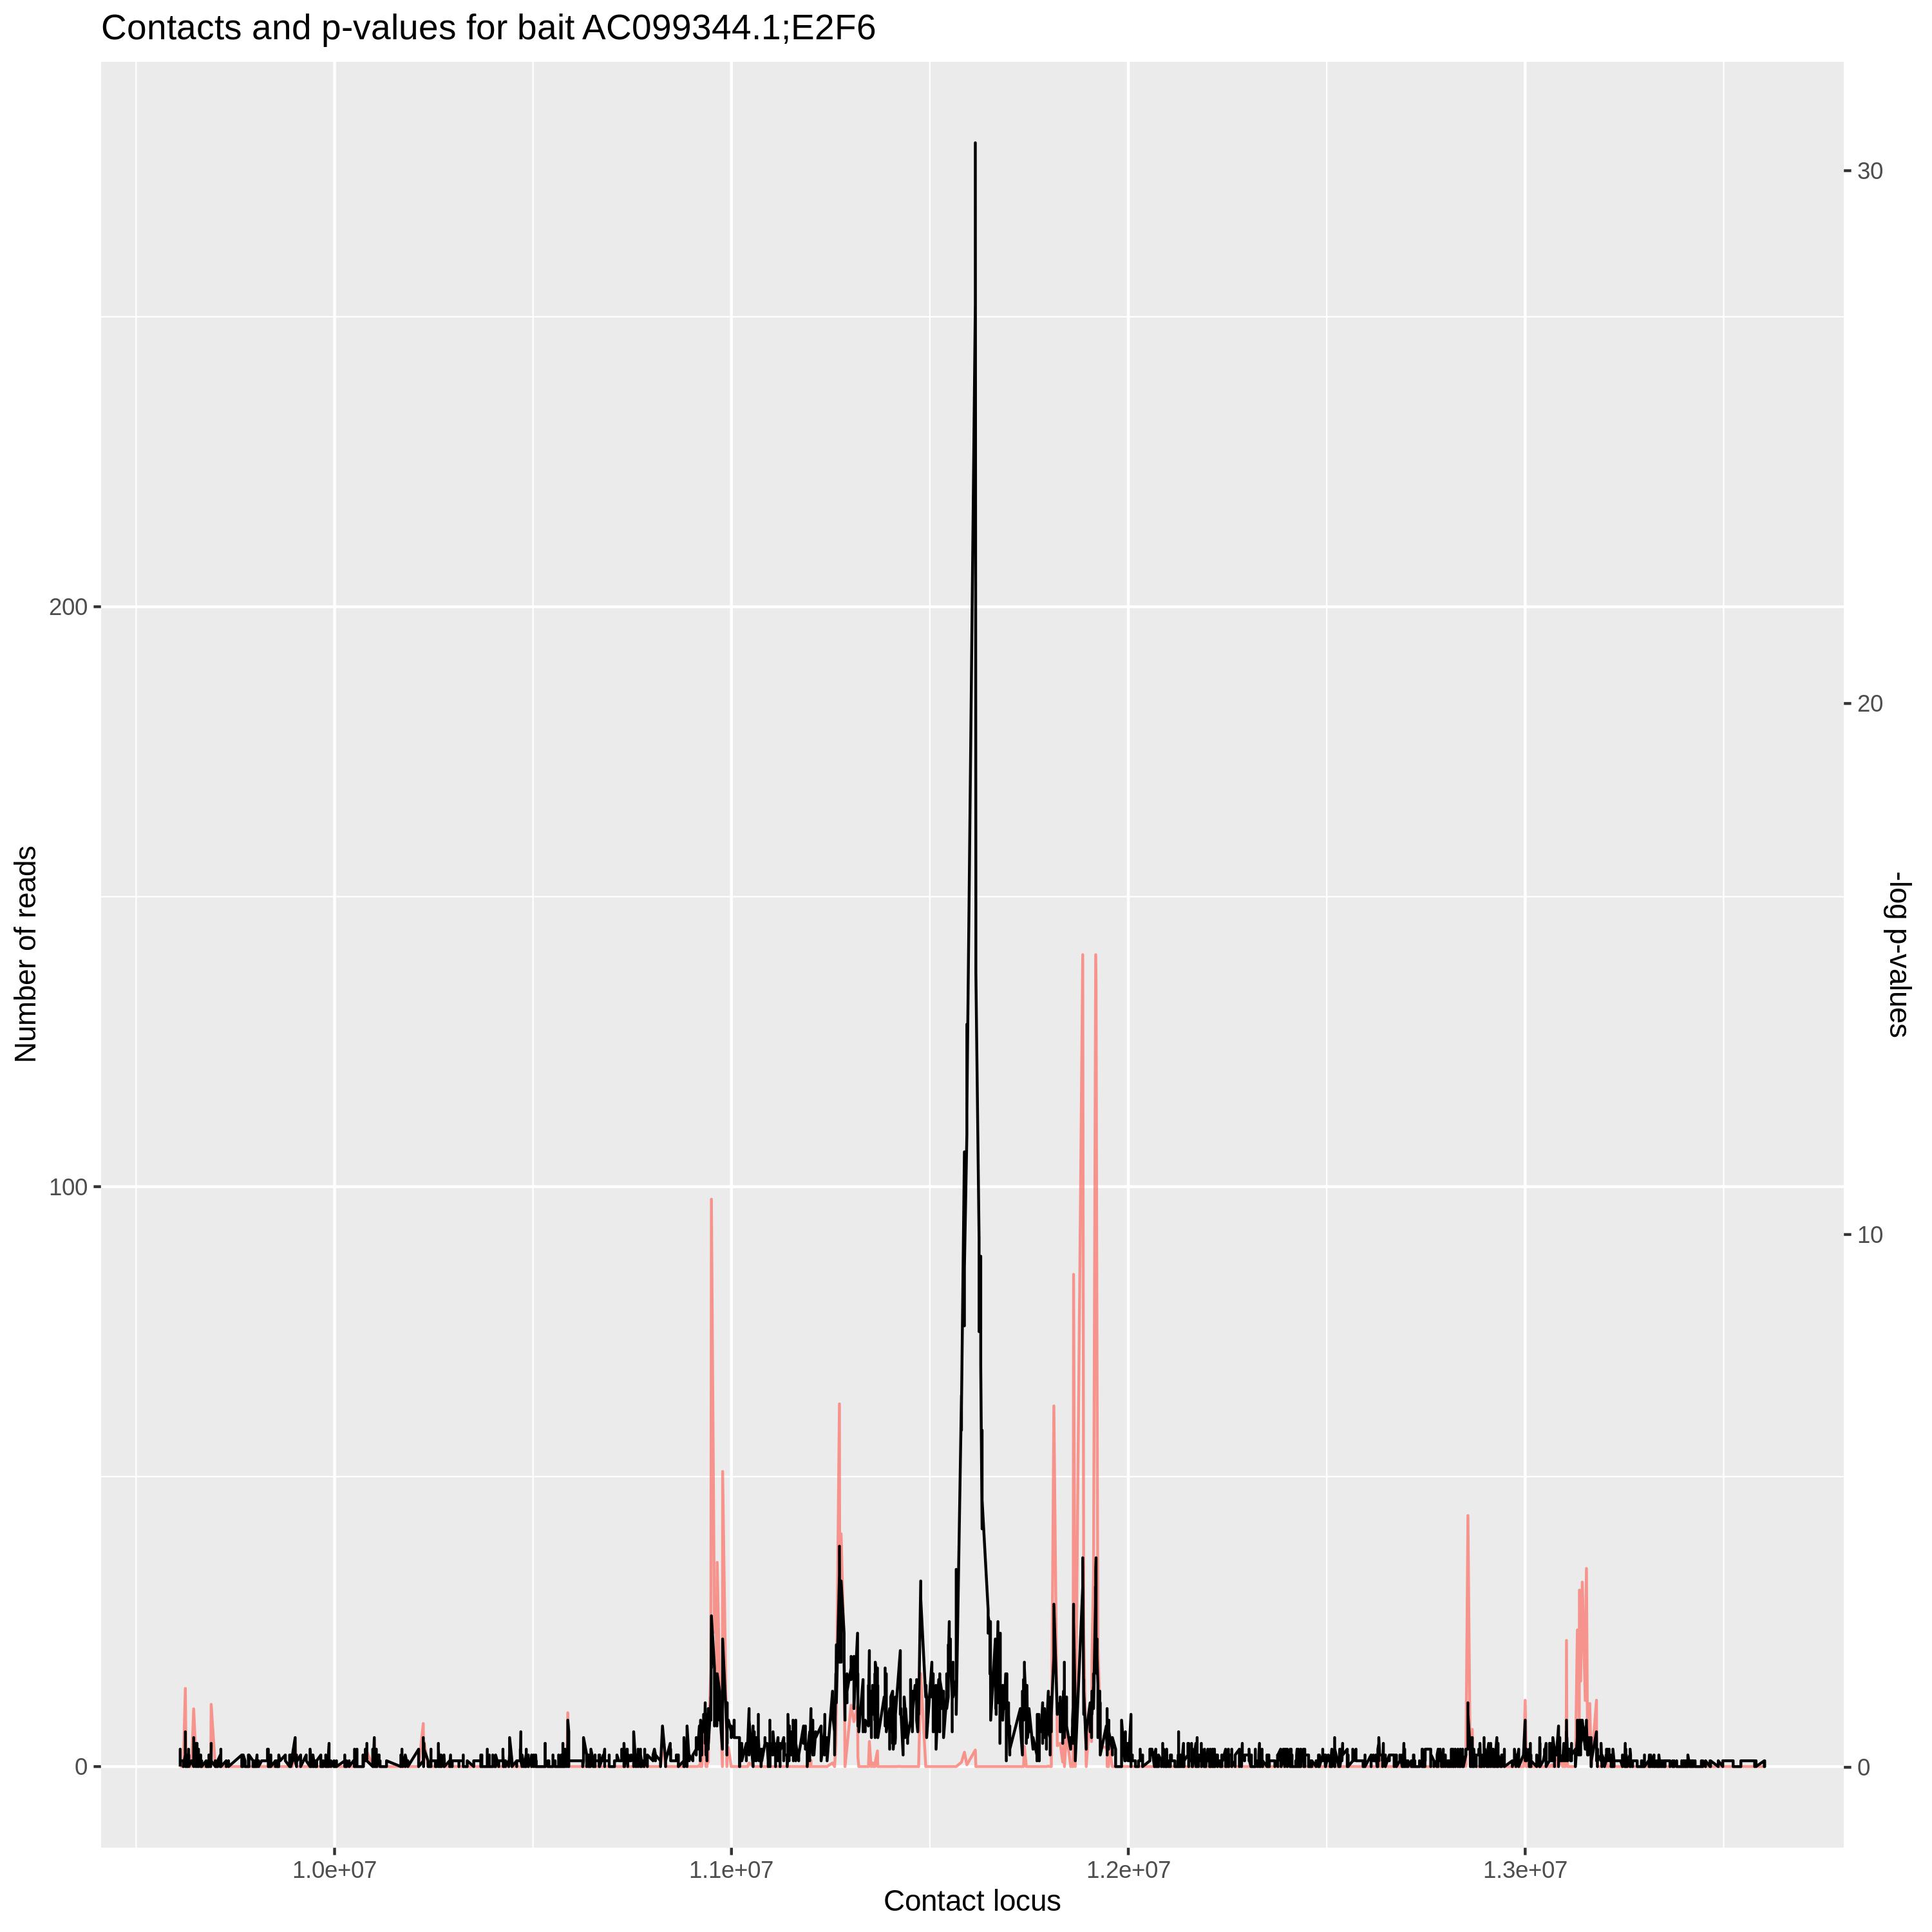 Contacts and p-values for bait AC099344.1;E2F6
Number of reads
0
100
200
-log p-values
0
10
20
30
1.0e+07
1.1e+07
1.2e+07
1.3e+07
Contact locus